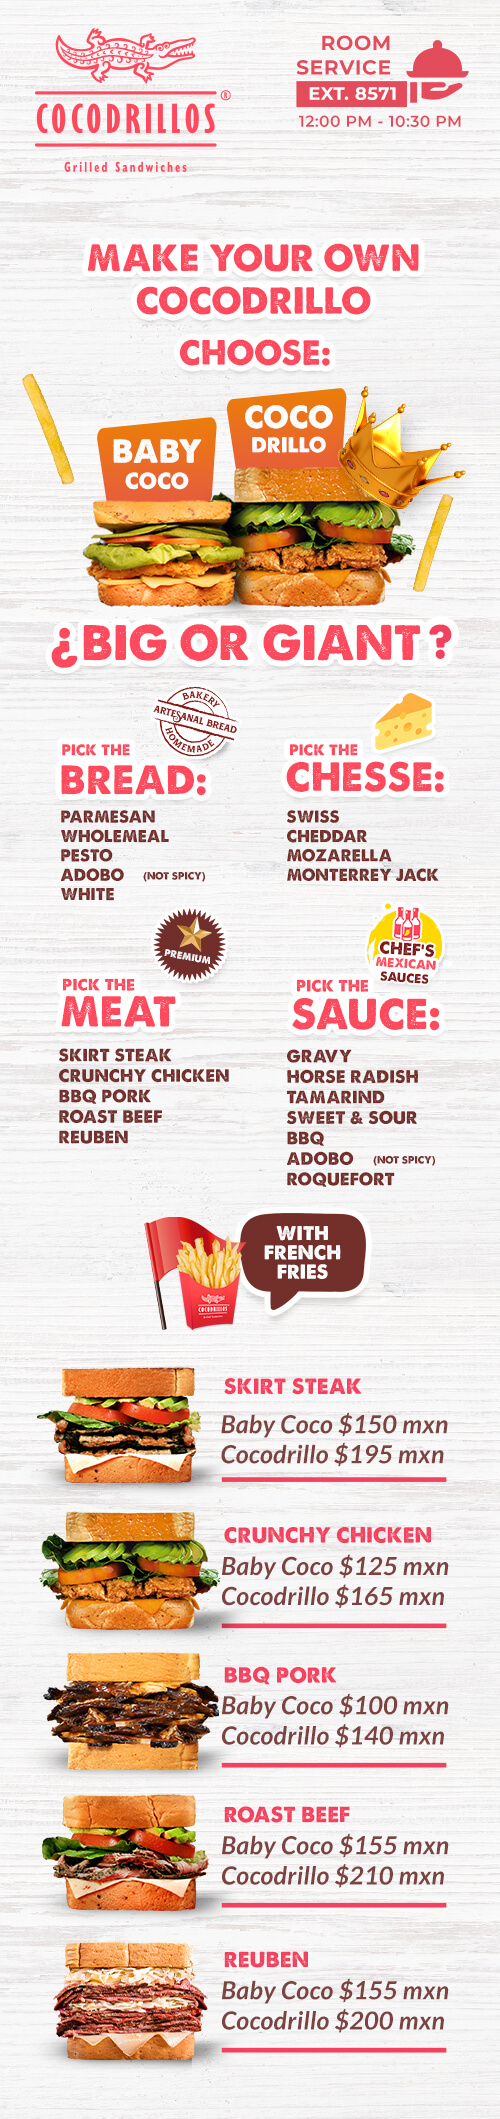 COCODRILLOS®
Grilled Sandwiches
ROOM
SERVICE
EXT. 8571
12:00 PM - 10:30 PM
MAKE YOUR OWN
COCODRILLO
CHOOSE:
BABY
COCO
COCO
DRILLO
¿BIG OR GIANT?
BAKERY
ARTESANAL BREAD
HOMEMADE
PICK THE
BREAD:
PARMESAN
WHOLEMEAL
PESTO
ADOBO (NOT SPICY)
WHITE
PICK THE
CHESSE:
SWISS
CHEDDAR
MOZARELLA
MONTERREY JACK
PREMIUM
PICK THE
MEAT
SKIRT STEAK
CRUNCHY CHICKEN
BBQ PORK
ROAST BEEF
REUBEN
CHEF'S
MEXICAN
SAUCES
PICK THE
SAUCE:
GRAVY
HORSE RADISH
TAMARIND
SWEET & SOUR
BBQ
ADOBO (NOT SPICY)
ROQUEFORT
COCODRILLOS
WITH
FRENCH
FRIES
SKIRT STEAK
Baby Coco $150 mxn
Cocodrillo $195 mxn
CRUNCHY CHICKEN
Baby Coco $125 mxn
Cocodrillo $165 mxn
BBQ PORK
Baby Coco $100 mxn
Cocodrillo $140 mxn
ROAST BEEF
Baby Coco $155 mxn
Cocodrillo $210 mxn
REUBEN
Baby Coco $155 mxn
Cocodrillo $200 mxn